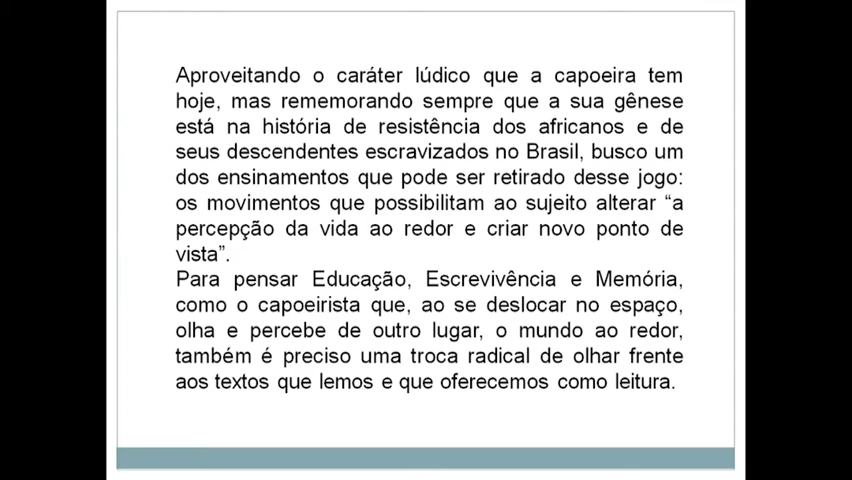 Aproveitando o caráter lúdico que a capoeira tem
hoje, mas rememorando sempre que a sua gênese
está na história de resistência dos africanos e de
seus descendentes escravizados no Brasil, busco um
dos ensinamentos que pode ser retirado desse jogo:
os movimentos que possibilitam ao sujeito alterar “a
percepção da vida ao redor e criar novo ponto de
vista”.
Para pensar Educação, Escrevivência e Memória,
como o capoeirista que, ao se deslocar no espaço,
olha e percebe de outro lugar, o mundo ao redor,
também é preciso uma troca radical de olhar frente
aos textos que lemos e que oferecemos como leitura.